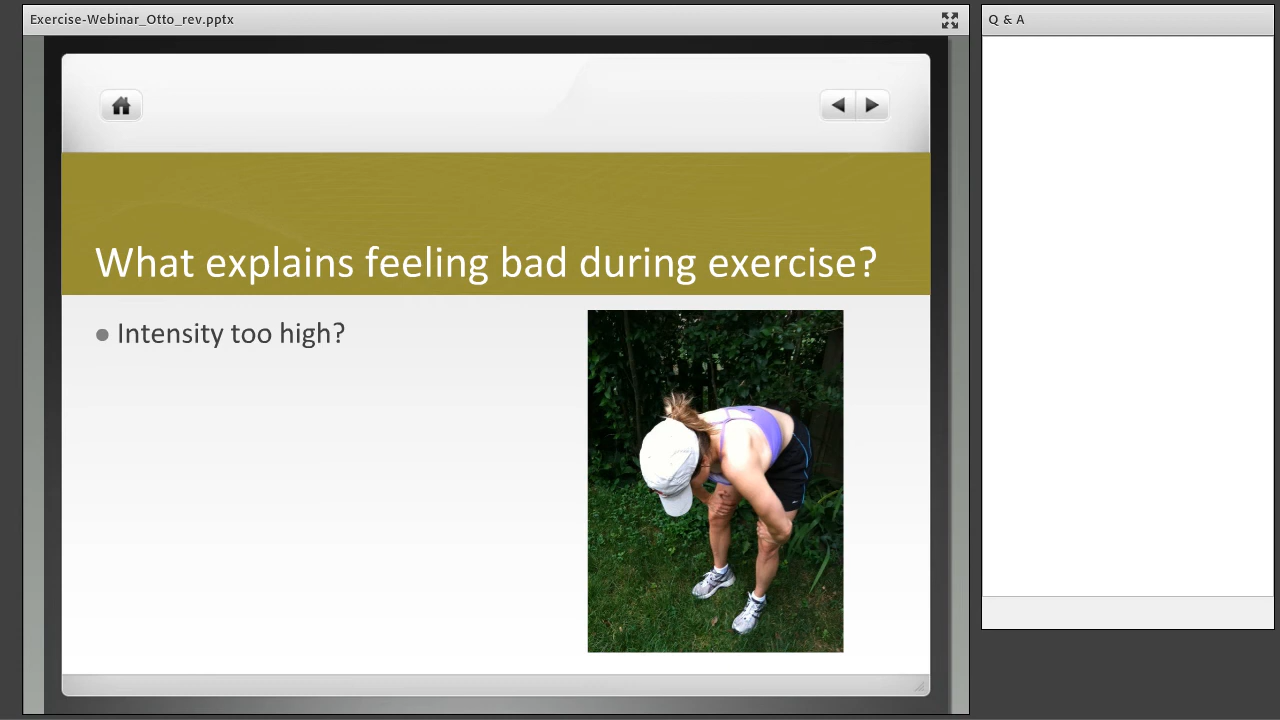 Exercise-Webinar_Otto_rev.pptx
Q & A
What explains feeling bad during exercise?
Intensity too high?